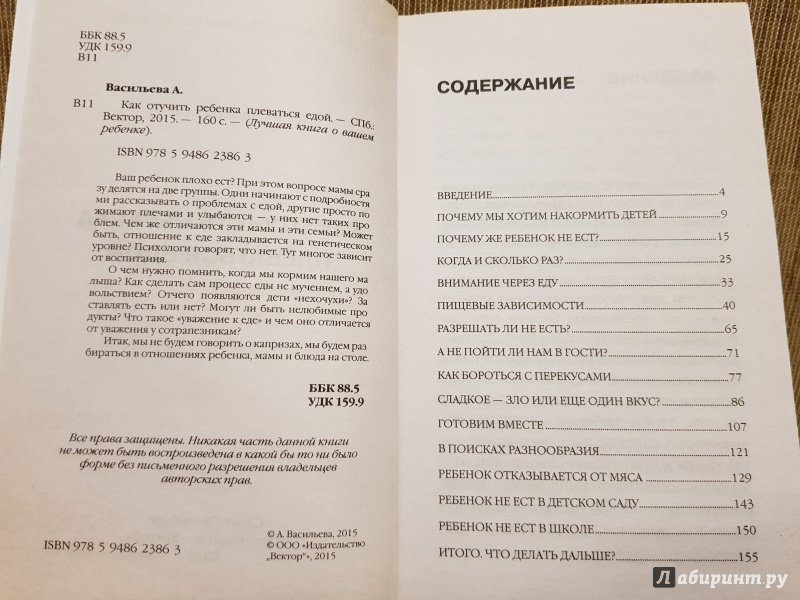 ББК 88.5
УДК 159.9
В11
Васильева А.
В11 Как отучить ребенка плеваться едой. — СПб.:
Вектор, 2015. — 160 с. — (Лучшая книга о вашем
ребенке).
ISBN 978 5 9486 2386 3
Ваш ребенок плохо ест? При этом вопросе мамы сра
зу делятся на две группы. Одни начинают с подробностя
ми рассказывать о проблемах с едой, другие просто по
жимают плечами и улыбаются — у них нет таких про
блем. Чем же отличаются эти мамы и эти семьи? Может
быть, отношение к еде закладывается на генетическом
уровне? Психологи говорят, что нет. Тут многое зависит
от воспитания.
О чем нужно помнить, когда мы кормим нашего ма
лыша? Как сделать сам процесс еды не мучением, а удо
вольствием? Отчего появляются дети «нехочухи»? За
ставлять есть или нет? Могут ли быть нелюбимые про
дукты? Что такое «уважение к еде» и чем оно отличается
от уважения у сотрапезникам?
Итак, мы не будем говорить о капризах, мы будем раз
бираться в отношениях ребенка, мамы и блюда на столе.
ББК 88.5
УДК 159.9
Все права защищены. Никакая часть данной книги
не может быть воспроизведена в какой бы то ни было
форме без письменного разрешения владельцев
авторских прав.
© А. Васильева, 2015
© ООО «Издательство
„Вектор“», 2015
ISBN 978 5 9486 2386 3
СОДЕРЖАНИЕ
ВВЕДЕНИЕ 4
ПОЧЕМУ МЫ ХОТИМ НАКОРМИТЬ ДЕТЕЙ 9
ПОЧЕМУ ЖЕ РЕБЕНОК НЕ ЕСТ? 15
КОГДА И СКОЛЬКО РАЗ? 25
ВНИМАНИЕ ЧЕРЕЗ ЕДУ 33
ПИЩЕВЫЕ ЗАВИСИМОСТИ 40
РАЗРЕШАТЬ ЛИ НЕ ЕСТЬ? 65
А НЕ ПОЙТИ ЛИ НАМ В ГОСТИ? 71
КАК БОРОТЬСЯ С ПЕРЕКУСАМИ 77
СЛАДКОЕ — ЗЛО ИЛИ ЕЩЕ ОДИН ВКУС? 86
ГОТОВИМ ВМЕСТЕ 107
В ПОИСКАХ РАЗНООБРАЗИЯ 121
РЕБЕНОК ОТКАЗЫВАЕТСЯ ОТ МЯСА 129
РЕБЕНОК НЕ ЕСТ В ДЕТСКОМ САДУ 143
РЕБЕНОК НЕ ЕСТ В ШКОЛЕ 150
ИТОГО. ЧТО ДЕЛАТЬ ДАЛЬШЕ? 155
Лабиринт.ру